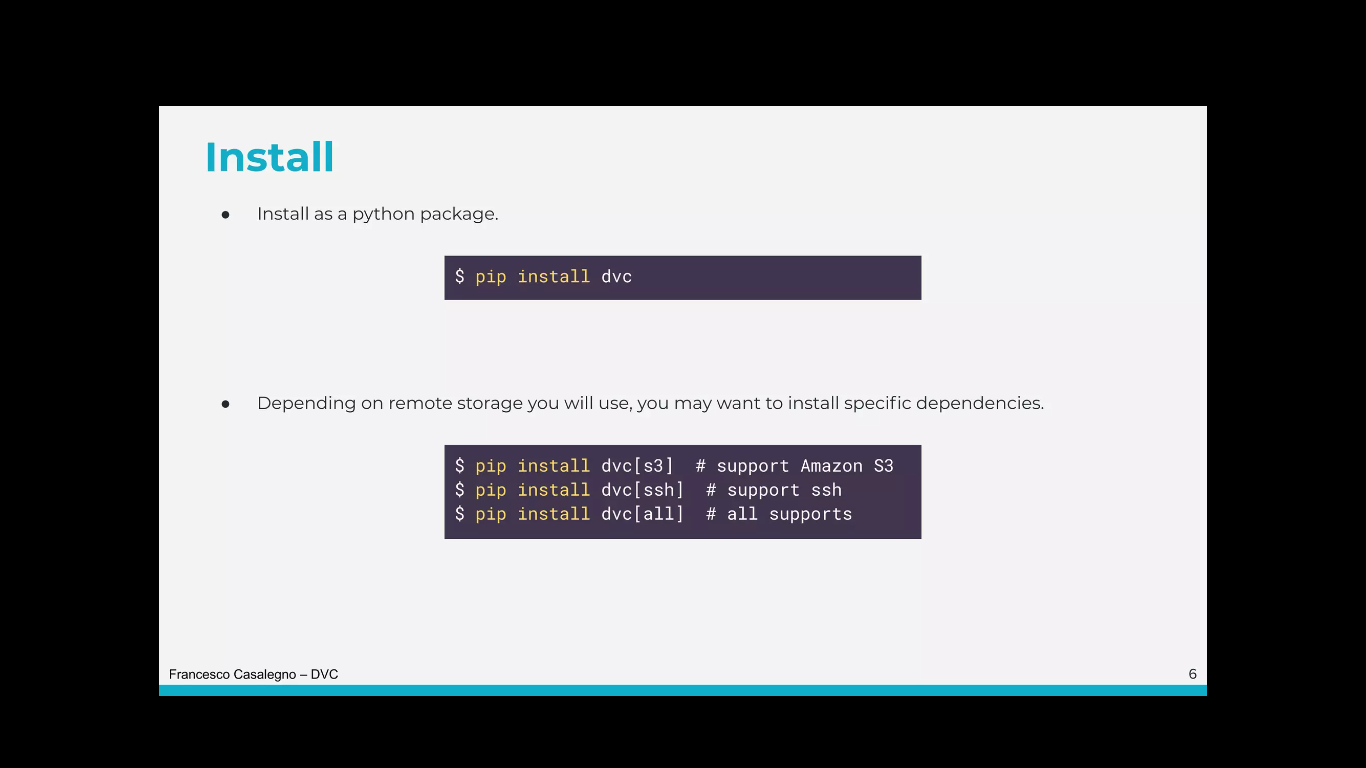 Install
● Install as a python package.
$ pip install dvc
● Depending on remote storage you will use, you may want to install specific dependencies.
$ pip install dvc[s3]  # support Amazon S3
$ pip install dvc[ssh]  # support ssh
$ pip install dvc[all]  # all supports
Francesco Casalegno – DVC
6